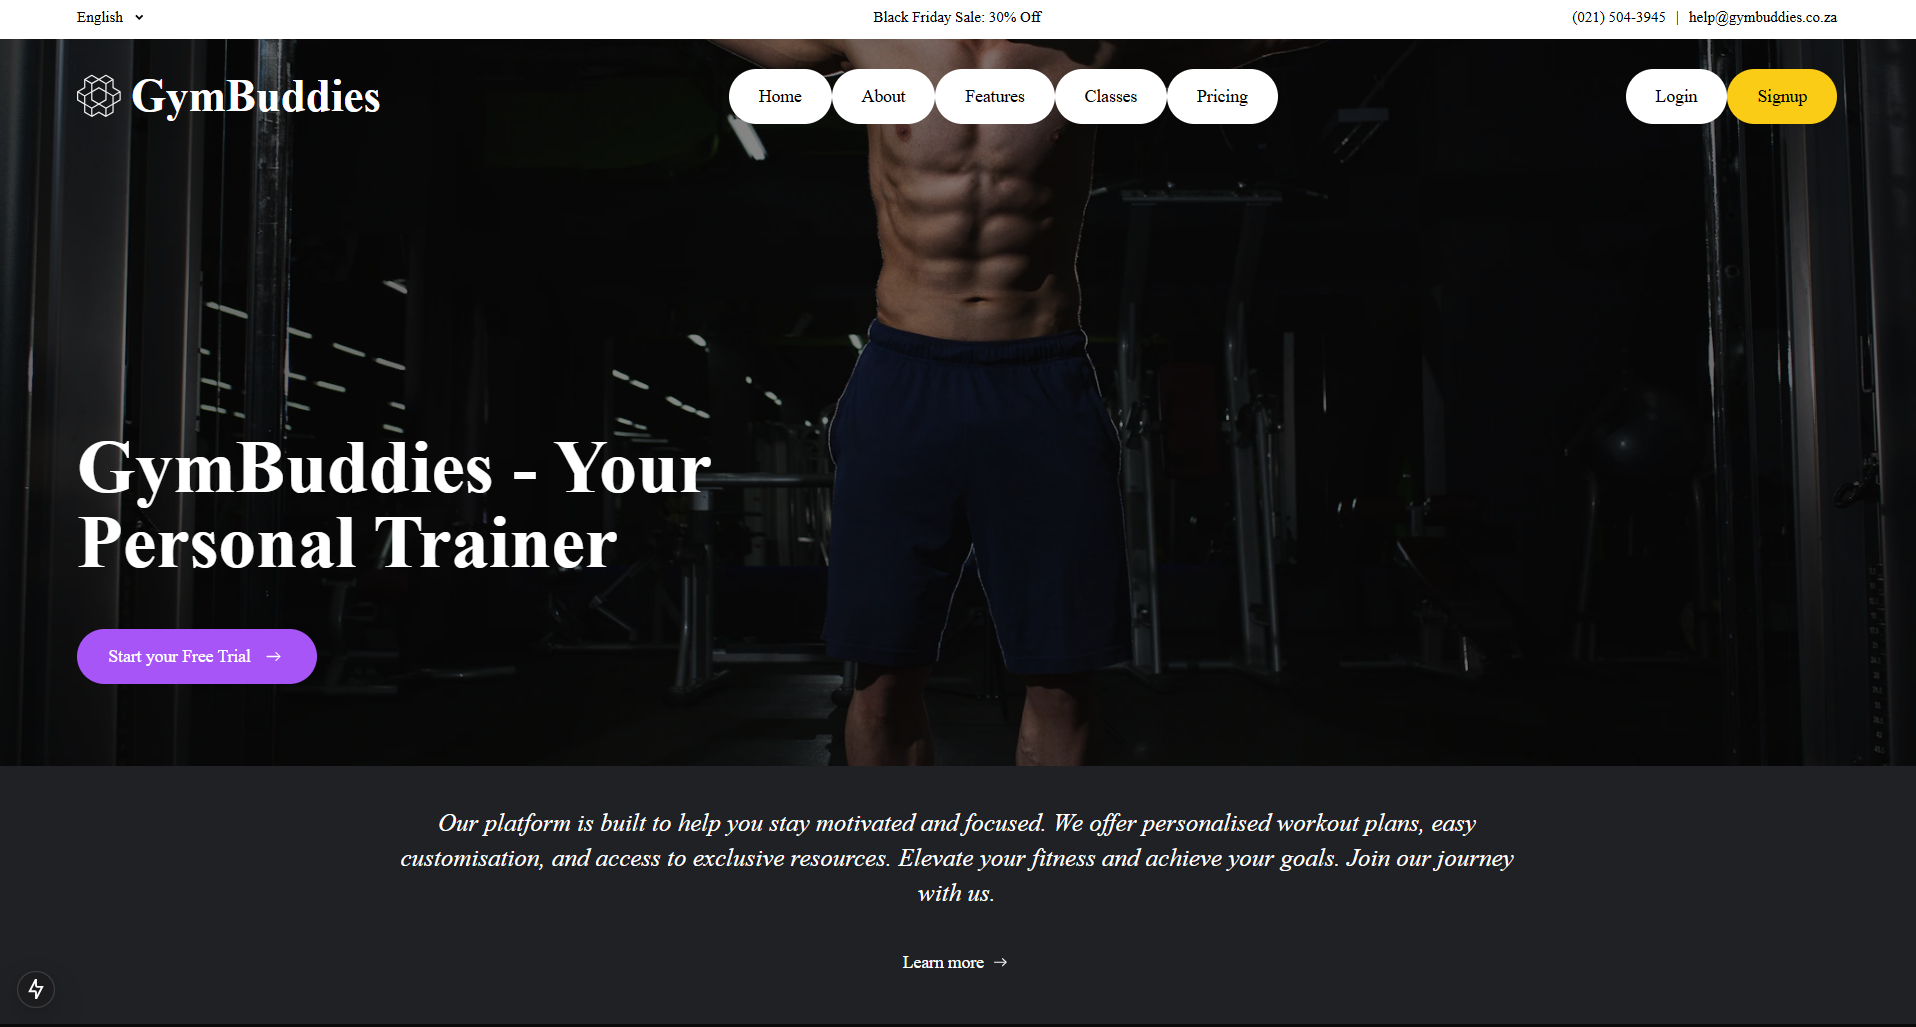 English
Black Friday Sale: 30% Off
(021) 504-3945 | help@gymbuddies.co.za
GymBuddies
Home
About
Features
Classes
Pricing
Login
Signup
GymBuddies - Your
Personal Trainer
Start your Free Trial
Our platform is built to help you stay motivated and focused. We offer personalised workout plans, easy
customisation, and access to exclusive resources. Elevate your fitness and achieve your goals. Join our journey
with us.
Learn more